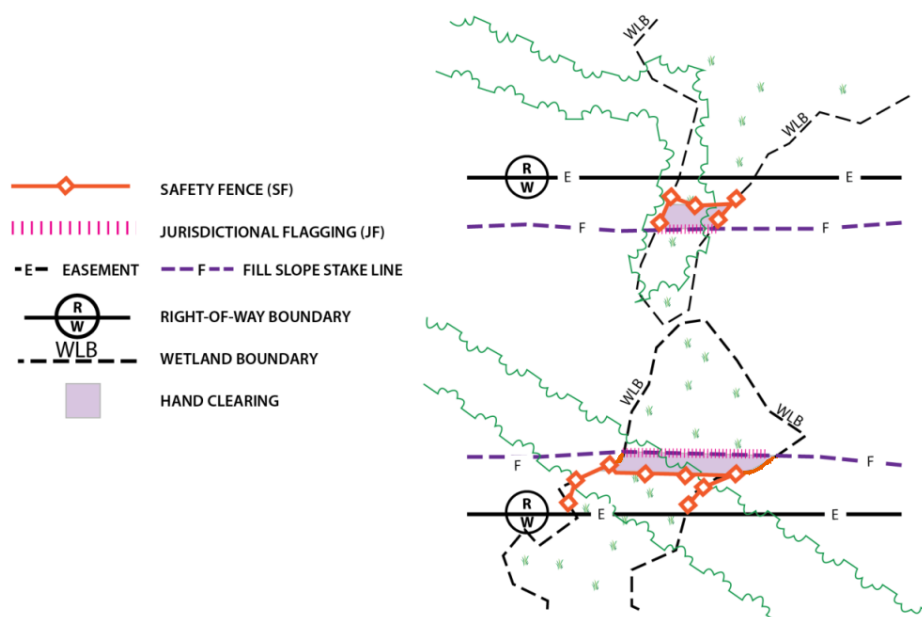 SAFETY FENCE (SF)
JURISDICTIONAL FLAGGING (JF)
E EASEMENT
F FILL SLOPE STAKE LINE
R
W
RIGHT-OF-WAY BOUNDARY
WLB
WETLAND BOUNDARY
HAND CLEARING
WLB
WLB
R
W
E
E
F
F
WLB
WLB
F
F
R
W
E
E